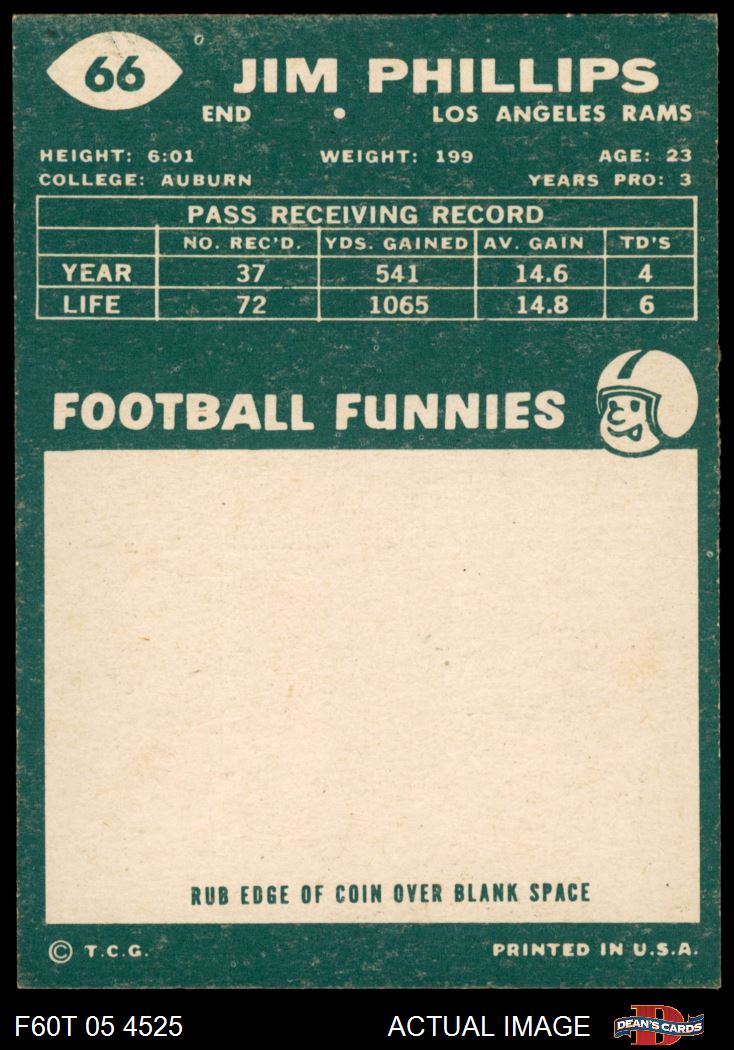 66
JIM PHILLIPS
END • LOS ANGELES RAMS
HEIGHT: 6:01 WEIGHT: 199 AGE: 23
COLLEGE: AUBURN YEARS PRO: 3
PASS RECEIVING RECORD
NO. REC'D. YDS. GAINED AV. GAIN TD'S
YEAR 37 541 14.6 4
LIFE 72 1065 14.8 6
FOOTBALL FUNNIES
RUB EDGE OF COIN OVER BLANK SPACE
© T.C.G. PRINTED IN U.S.A.
F60T 05 4525 ACTUAL IMAGE D DEAN'S CARDS